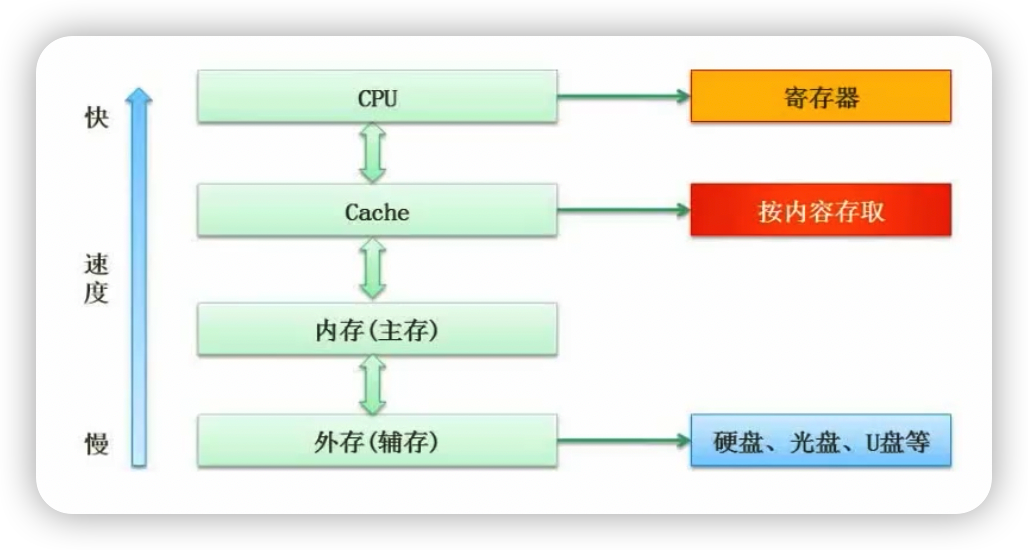 快
速
度
慢
CPU
寄存器
Cache
按内容存取
内存(主存)
外存(辅存)
硬盘、光盘、U盘等